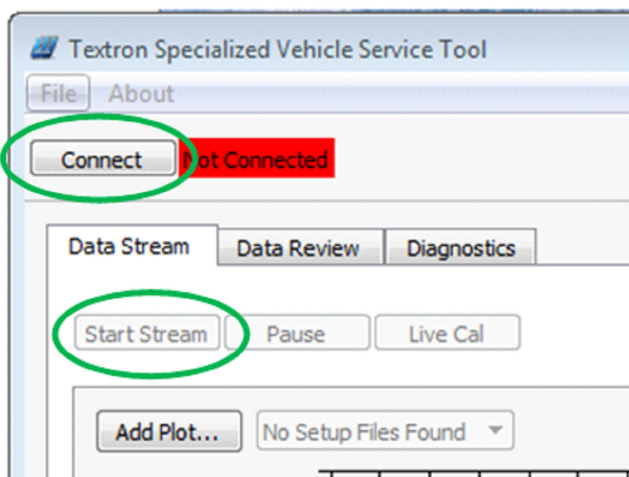 Textron Specialized Vehicle Service Tool
File About
Connect Not Connected
Data Stream Data Review Diagnostics
Start Stream Pause Live Cal
Add Plot... No Setup Files Found